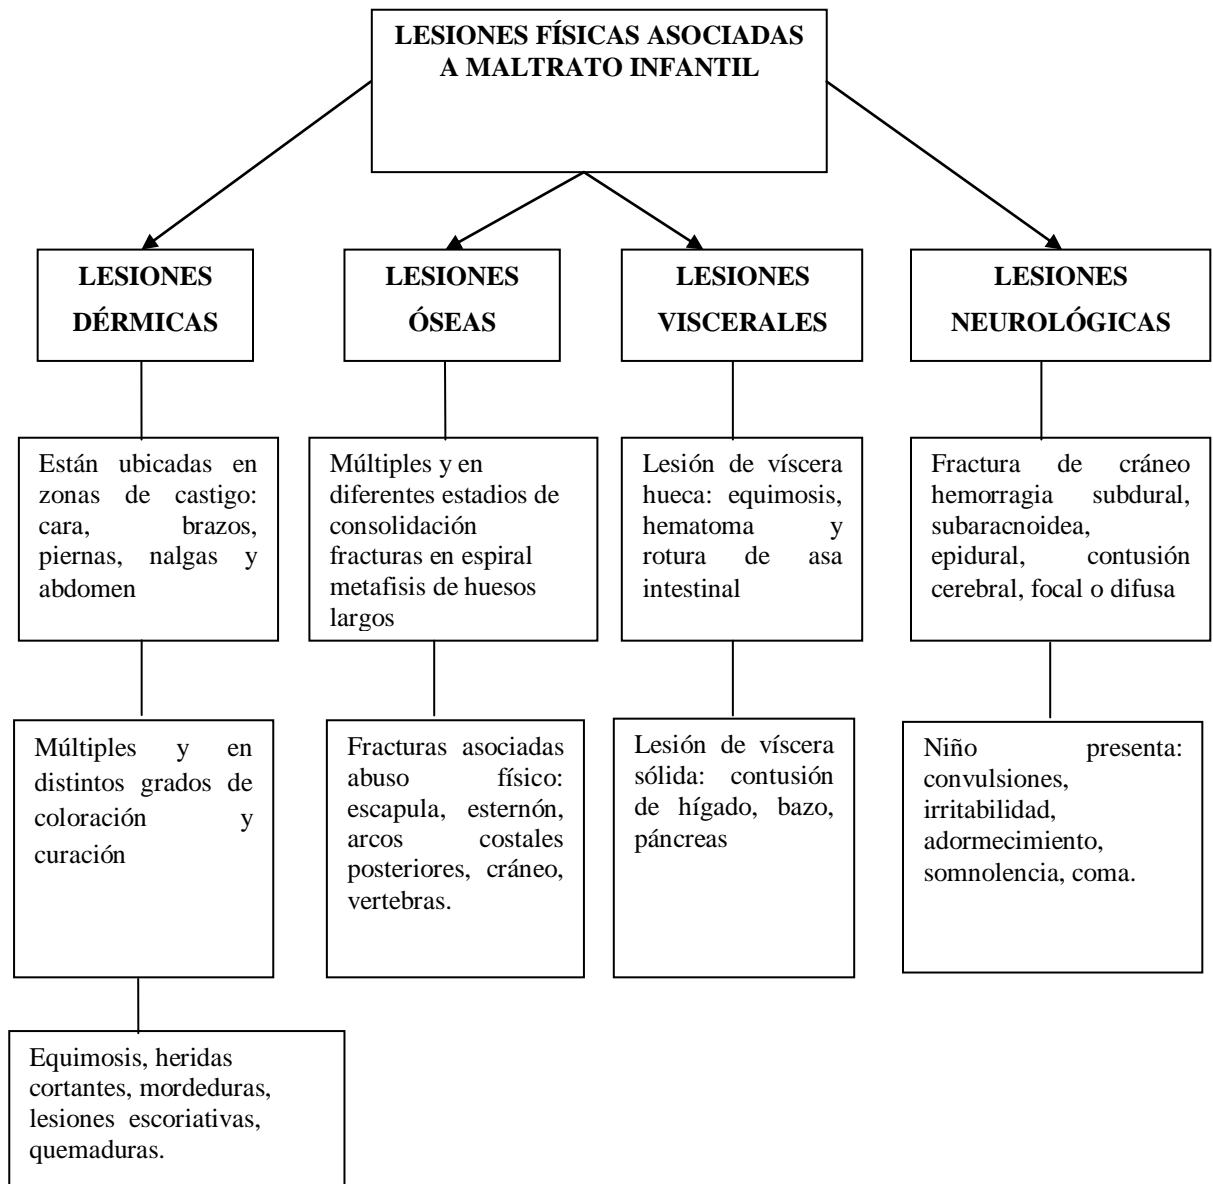 LESIONES FÍSICAS ASOCIADAS
A MALTRATO INFANTIL
LESIONES
DÉRMICAS
LESIONES
ÓSEAS
LESIONES
VISCERALES
LESIONES
NEUROLÓGICAS
Están ubicadas en
zonas de castigo:
cara, brazos,
piernas, nalgas y
abdomen
Múltiples y en
diferentes estadios de
consolidación
fracturas en espiral
metafisis de huesos
largos
Lesión de víscera
hueca: equimosis,
hematoma y
rotura de asa
intestinal
Fractura de cráneo
hemorragia subdural,
subaracnoidea,
epidural, contusión
cerebral, focal o difusa
Múltiples y en
distintos grados de
coloración y
curación
Fracturas asociadas
abuso físico:
escapula, esternón,
arcos costales
posteriores, cráneo,
vertebras.
Lesión de víscera
sólida: contusión
de hígado, bazo,
páncreas
Niño presenta:
convulsiones,
irritabilidad,
adormecimiento,
somnolencia, coma.
Equimosis, heridas
cortantes, mordeduras,
lesiones escoriativas,
quemaduras.